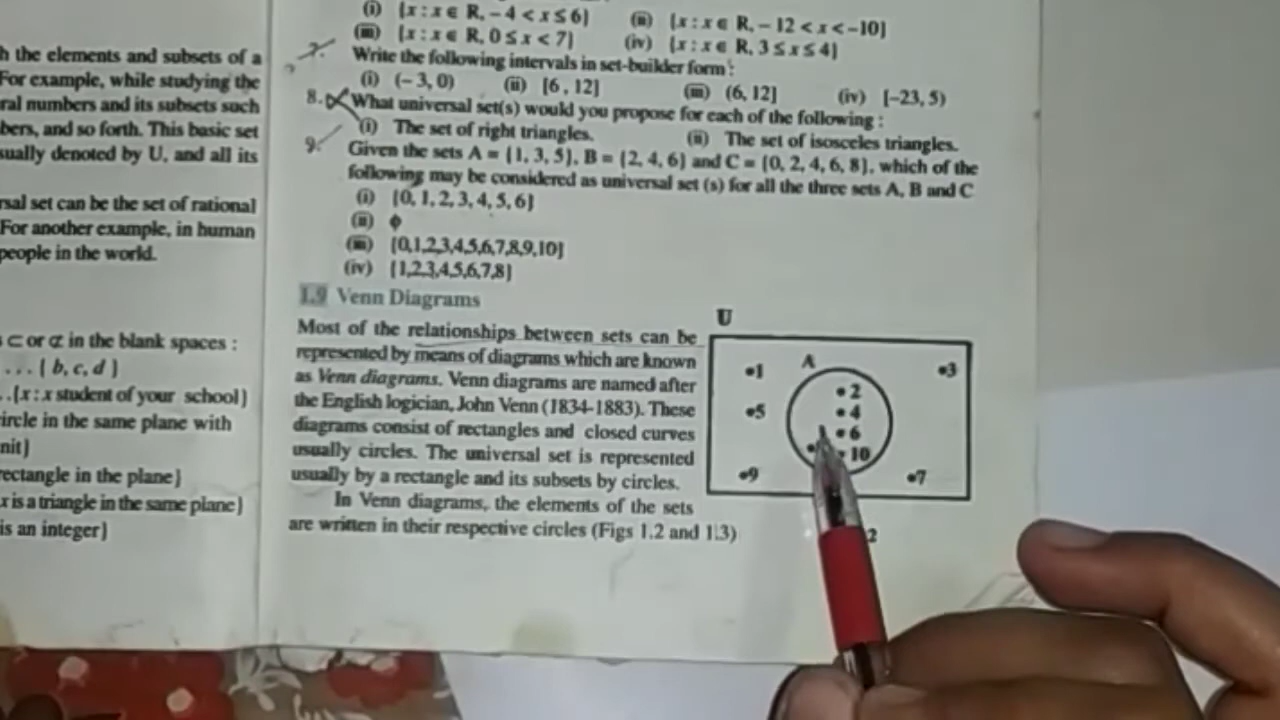 h the elements and subsets of a
For example, while studying the
ral numbers and its subsets such
bers, and so forth. This basic set
sually denoted by U, and all its
rsal set can be the set of rational
For another example, in human
people in the world.
⊂ or ⊄ in the blank spaces :
. . . { b, c, d }
. .{x : x student of your school}
ircle in the same plane with
nit}
rectangle in the plane}
x is a triangle in the same plane}
is an integer}
(i) {x : x ∈ R, – 4 < x ≤ 6} (ii) {x : x ∈ R, – 12 < x < –10}
(iii) {x : x ∈ R, 0 ≤ x < 7} (iv) {x : x ∈ R, 3 ≤ x ≤ 4}
7. Write the following intervals in set-builder form :
(i) (– 3, 0) (ii) [6 , 12] (iii) (6, 12] (iv) [–23, 5)
8. What universal set(s) would you propose for each of the following :
(i) The set of right triangles. (ii) The set of isosceles triangles.
9. Given the sets A = {1, 3, 5}, B = {2, 4, 6} and C = {0, 2, 4, 6, 8}, which of the
following may be considered as universal set (s) for all the three sets A, B and C
(i) {0, 1, 2, 3, 4, 5, 6}
(ii) φ
(iii) {0,1,2,3,4,5,6,7,8,9,10}
(iv) {1,2,3,4,5,6,7,8}
1.9 Venn Diagrams
Most of the relationships between sets can be
represented by means of diagrams which are known
as Venn diagrams. Venn diagrams are named after
the English logician, John Venn (1834-1883). These
diagrams consist of rectangles and closed curves
usually circles. The universal set is represented
usually by a rectangle and its subsets by circles.
In Venn diagrams, the elements of the sets
are written in their respective circles (Figs 1.2 and 1.3)
U
•1 A •3
• 2
•5 • 4
• 6
• 10
•9 •7
2